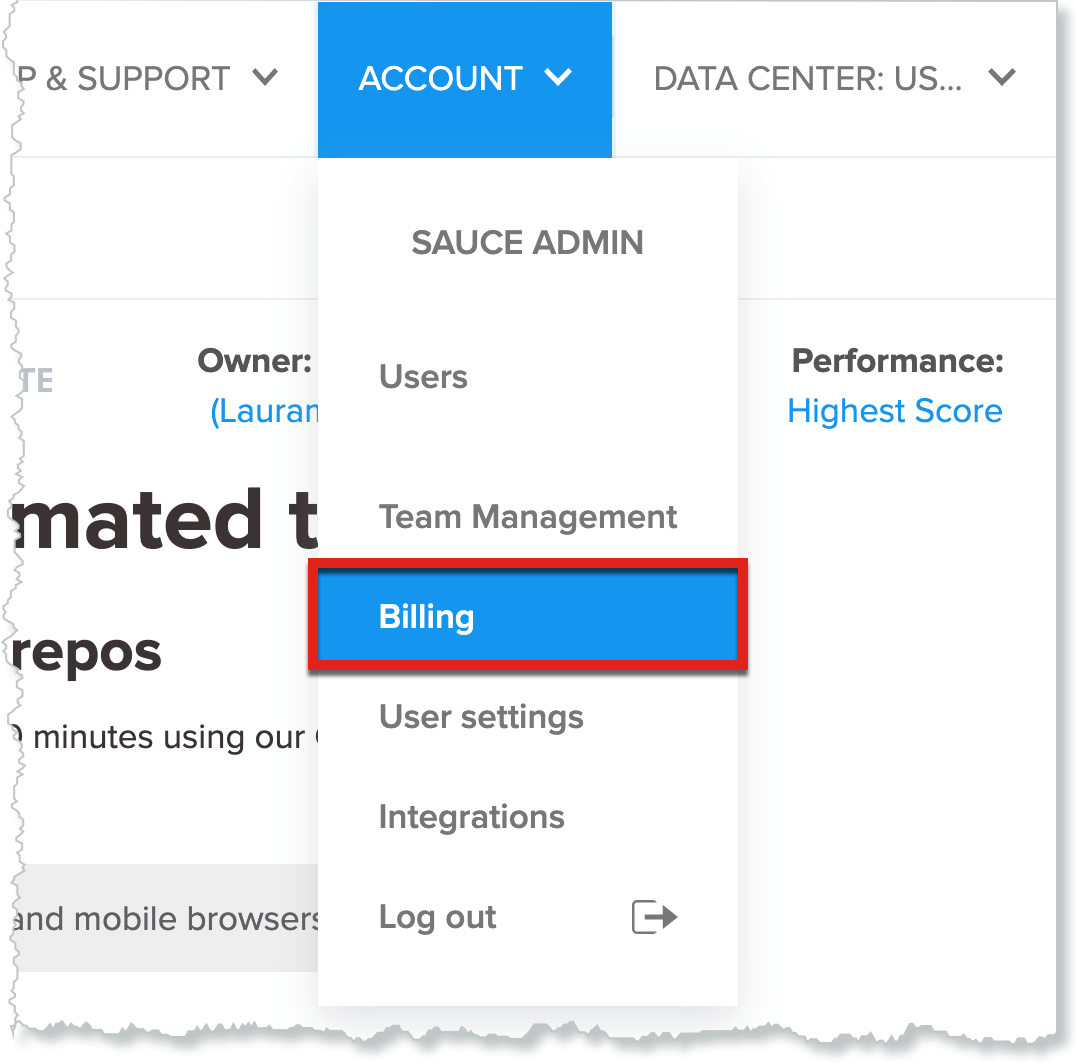 P & SUPPORT
ACCOUNT
DATA CENTER: US...
SAUCE ADMIN
Owner:
Performance:
TE
Users
(Lauran
Highest Score
mated t
Team Management
Billing
repos
User settings
minutes using our
Integrations
and mobile browsers
Log out